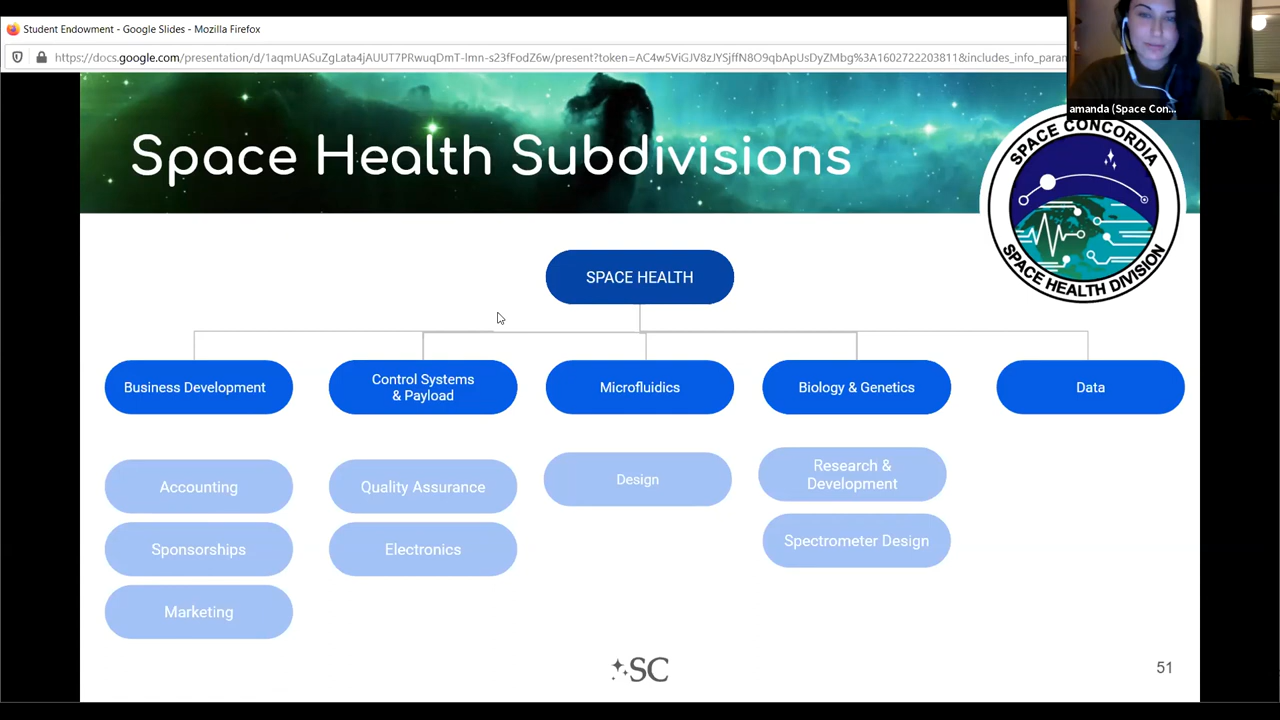 Student Endowment - Google Slides - Mozilla Firefox
https://docs.google.com/presentation/d/1aqmUASuZgLata4jAUUT7PRwuqDmT-lmn-s23fFodZ6w/present?token=AC4w5ViGJV8zJYSjffN8O9qbApUsDyZMbg%3A1602722203811&includes_info_param
amanda (Space Con...
Space Health Subdivisions
SPACE CONCORDIA
SPACE HEALTH DIVISION
SPACE HEALTH
Business Development
Control Systems
& Payload
Microfluidics
Biology & Genetics
Data
Accounting
Quality Assurance
Design
Research &
Development
Sponsorships
Electronics
Spectrometer Design
Marketing
SC
51